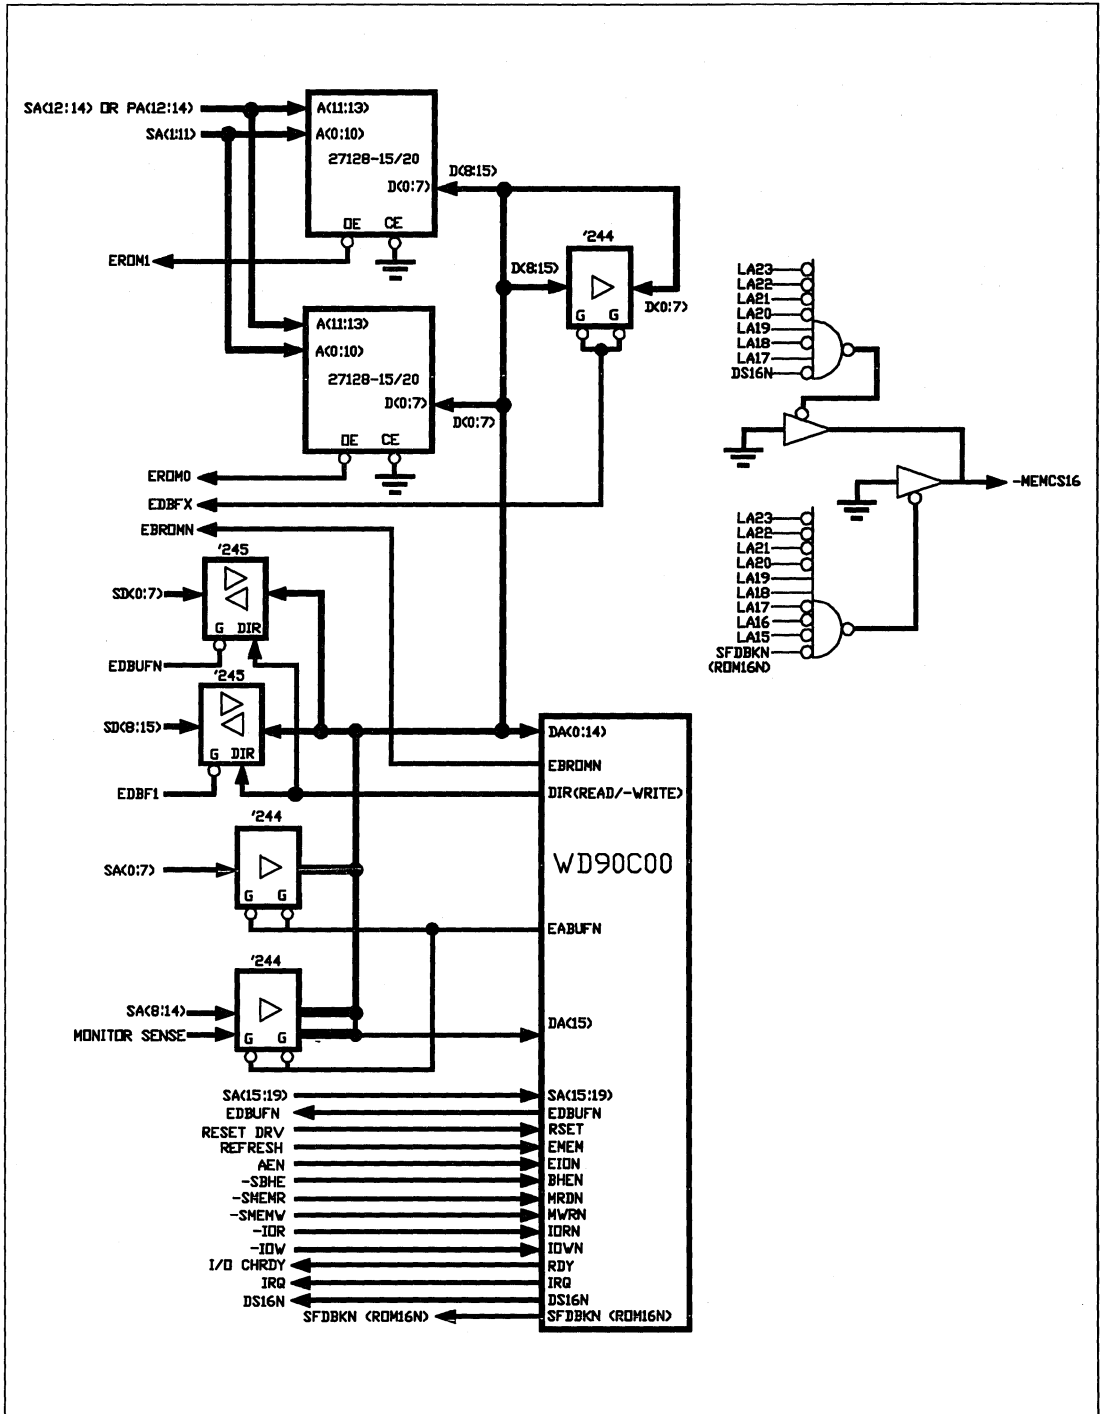 SA(12:14) OR PA(12:14)
A(11:13)
SA(1:11)
A(0:10)
27128-15/20
D(0:7)
D(8:15)
OE CE
EROM1
'244
D(8:15)
G G
D(0:7)
A(11:13)
A(0:10)
27128-15/20
D(0:7)
D(0:7)
OE CE
EROM0
EDBFX
EBROMN
LA23
LA22
LA21
LA20
LA19
LA18
LA17
DS16N
-MEMCS16
LA23
LA22
LA21
LA20
LA19
LA18
LA17
LA16
LA15
SFDBKN
(ROM16N)
'245
SD(0:7)
G DIR
EDBUFN
'245
SD(8:15)
G DIR
EDBF1
'244
SA(0:7)
G G
'244
SA(8:14)
MONITOR SENSE
G G
DA(0:14)
EBROMN
DIR(READ/-WRITE)
WD90C00
EABUFN
DA(15)
SA(15:19) SA(15:19)
EDBUFN EDBUFN
RESET DRV RSET
REFRESH EMEM
AEN EION
-SBHE BHEN
-SMEMR MRDN
-SMEMW MWRN
-IOR IORN
-IOW IOWN
I/O CHRDY RDY
IRQ IRQ
DS16N DS16N
SFDBKN (ROM16N) SFDBKN (ROM16N)